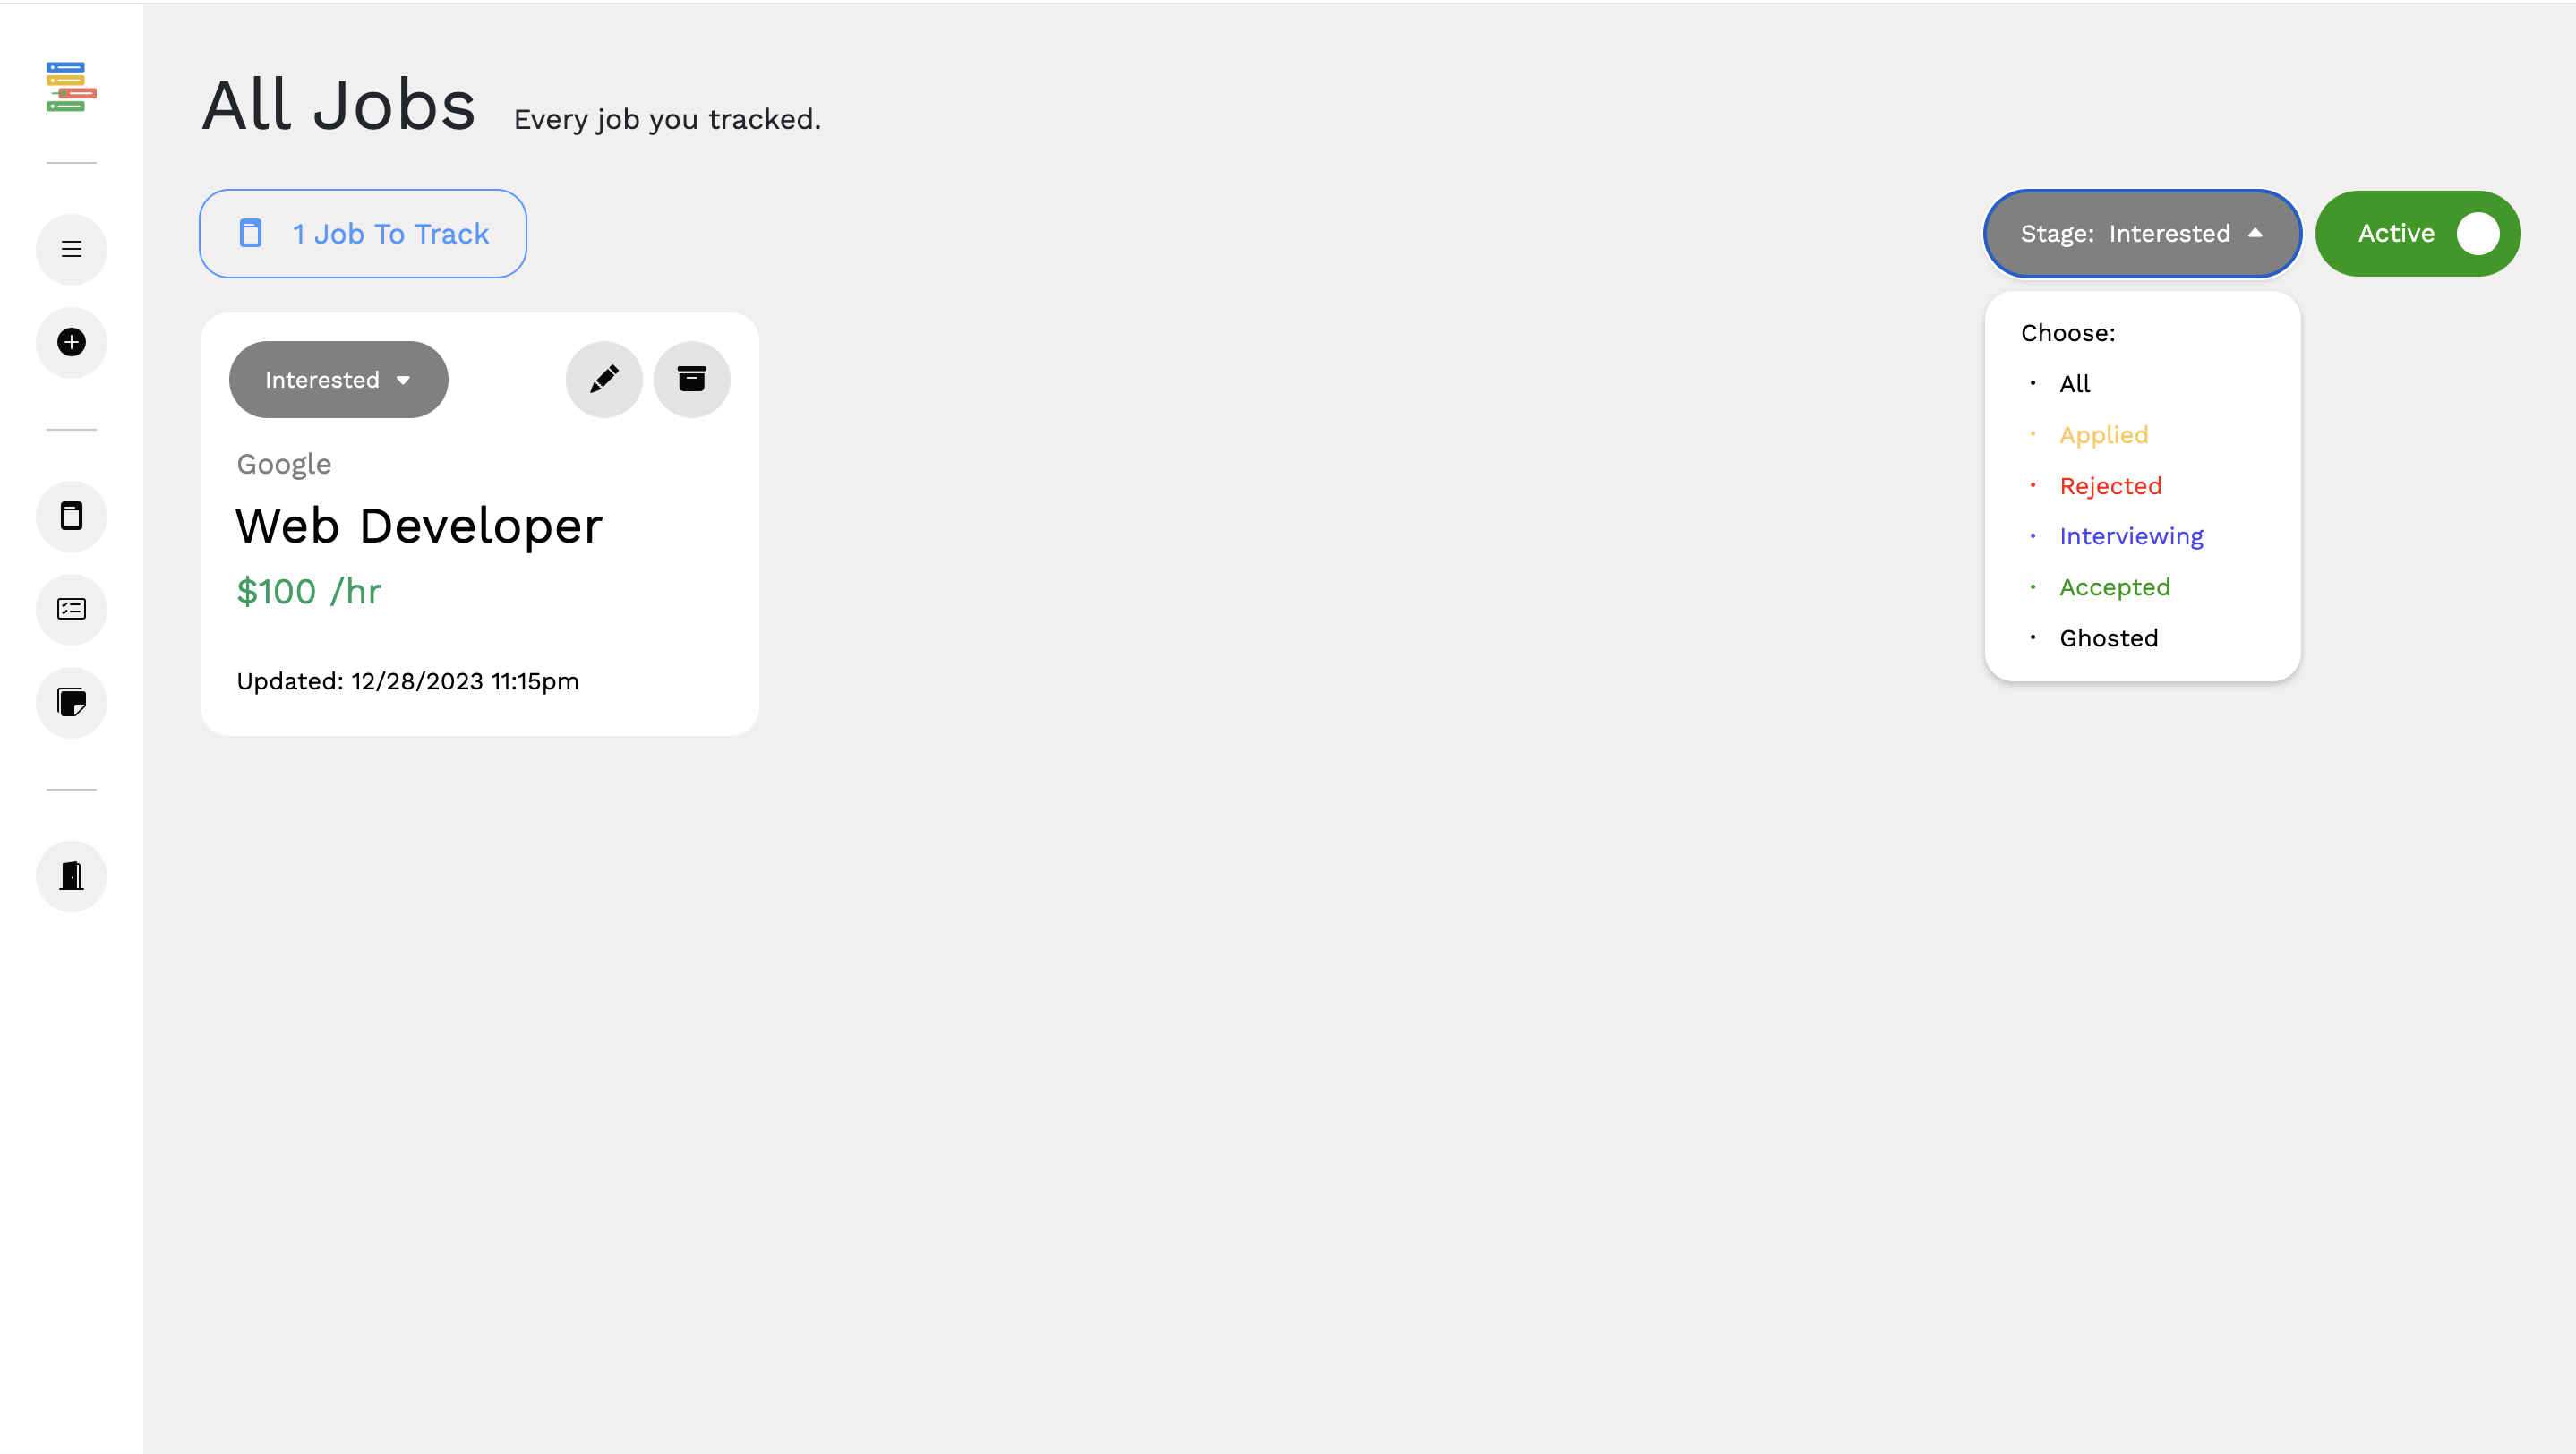 All Jobs Every job you tracked.
1 Job To Track
Stage: Interested
Active
Choose:
· All
· Applied
· Rejected
· Interviewing
· Accepted
· Ghosted
Interested
Google
Web Developer
$100 /hr
Updated: 12/28/2023 11:15pm